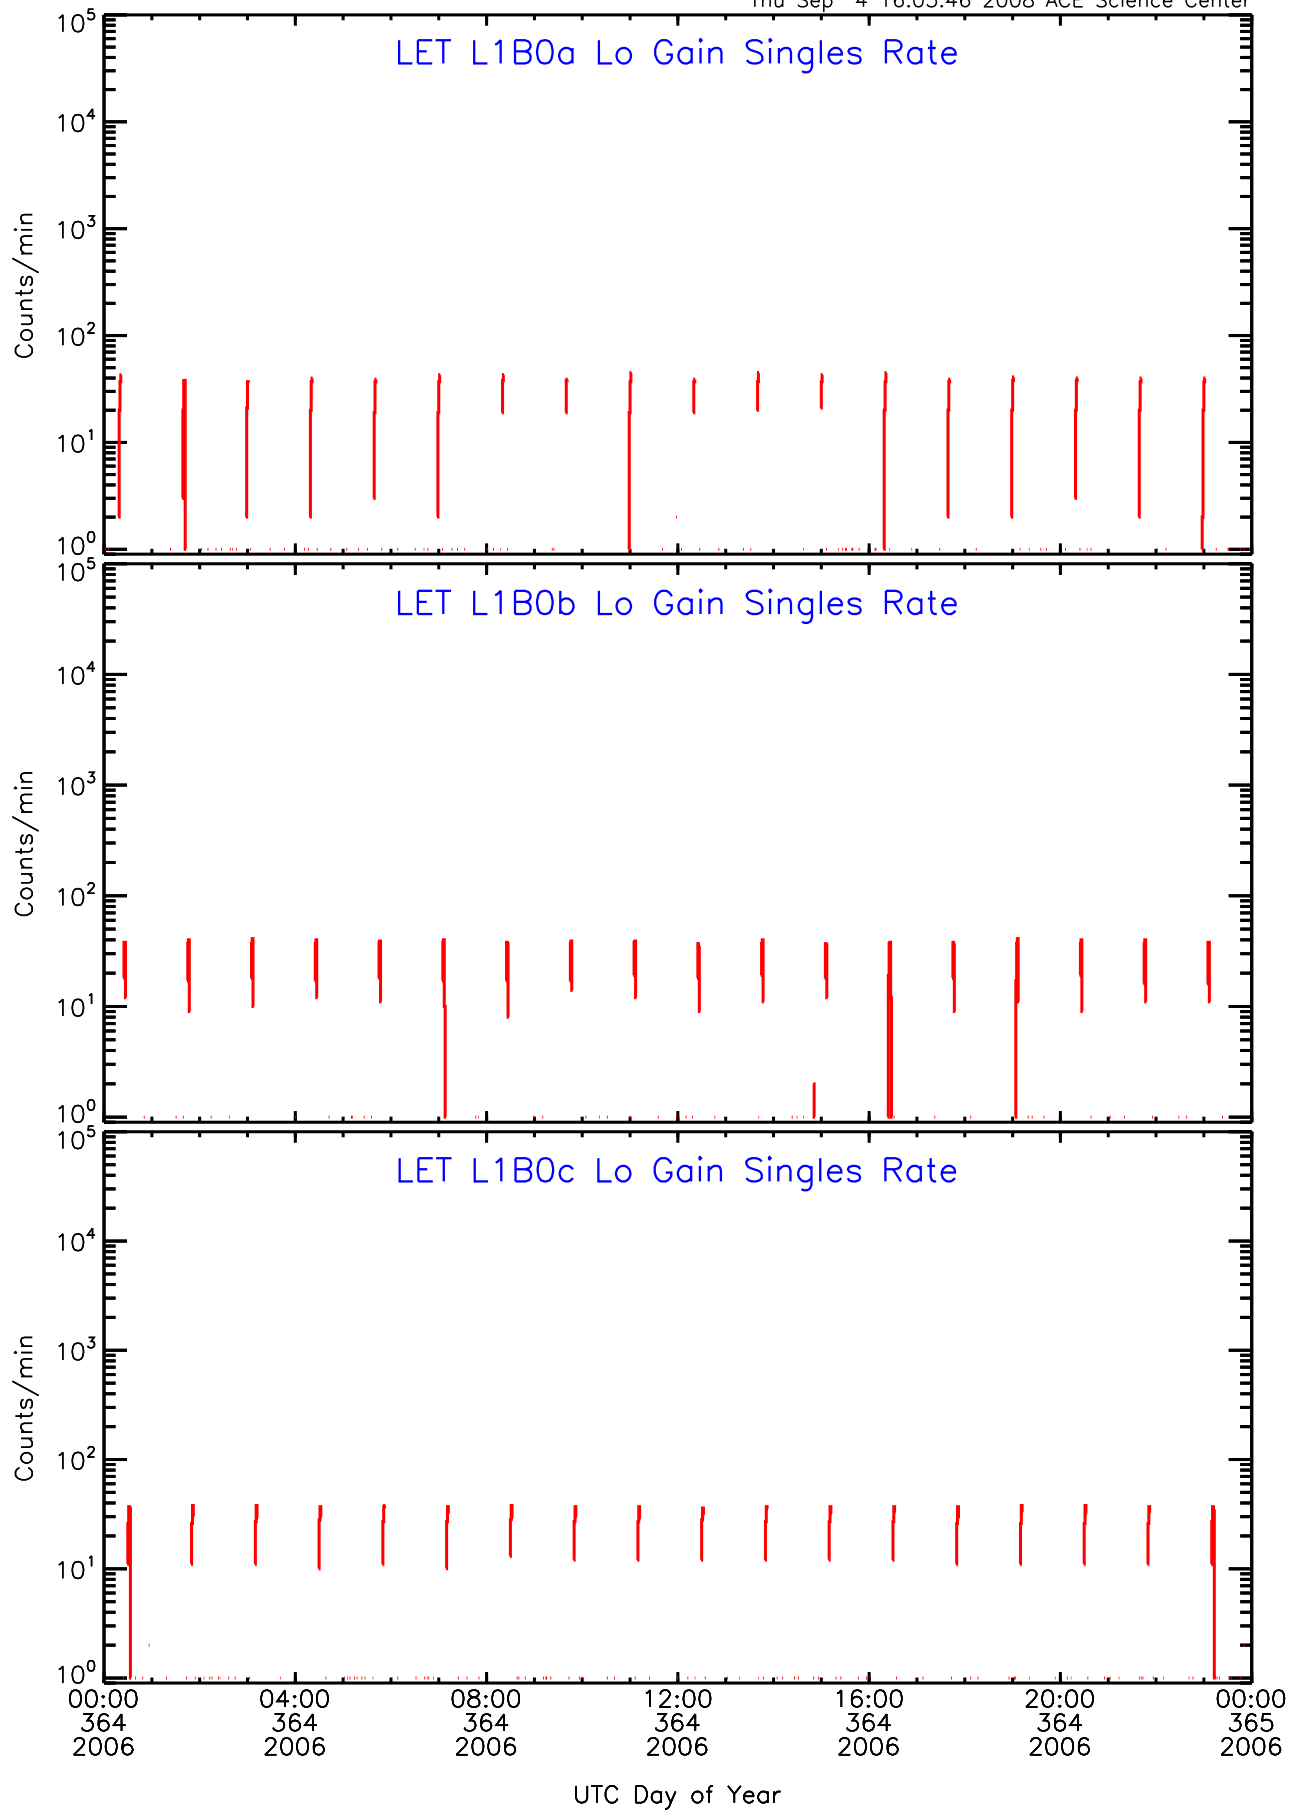 Thu Sep 4 16:05:46 2008 ACE Science Center
LET L1B0a Lo Gain Singles Rate
10^5
10^4
10^3
10^2
10^1
10^0
Counts/min
LET L1B0b Lo Gain Singles Rate
10^5
10^4
10^3
10^2
10^1
10^0
Counts/min
LET L1B0c Lo Gain Singles Rate
10^5
10^4
10^3
10^2
10^1
10^0
Counts/min
00:00 04:00 08:00 12:00 16:00 20:00 00:00
364 364 364 364 364 364 365
2006 2006 2006 2006 2006 2006 2006
UTC Day of Year